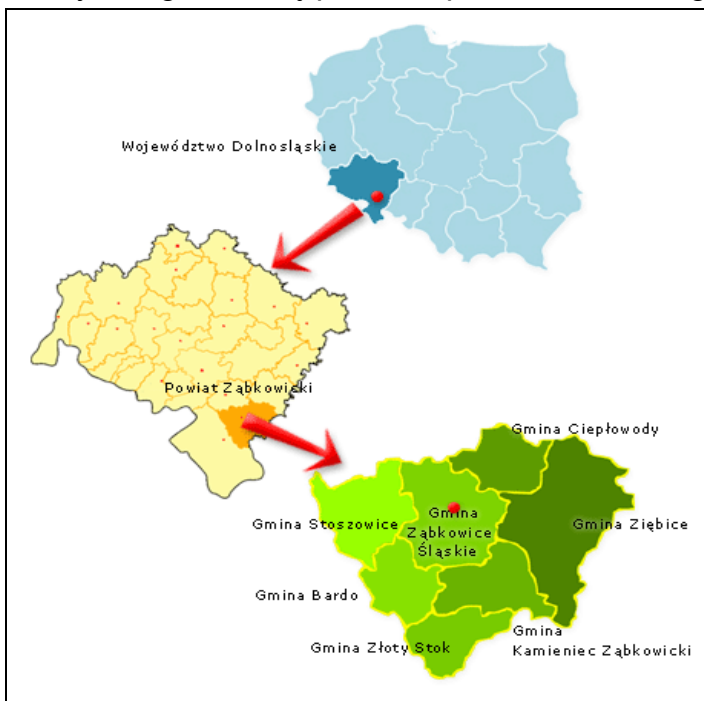 Województwo Dolnośląskie
Powiat Ząbkowicki
Gmina Ciepłowody
Gmina Stoszowice
Gmina
Ząbkowice
Śląskie
Gmina Ziębice
Gmina Bardo
Gmina Złoty Stok
Gmina
Kamieniec Ząbkowicki